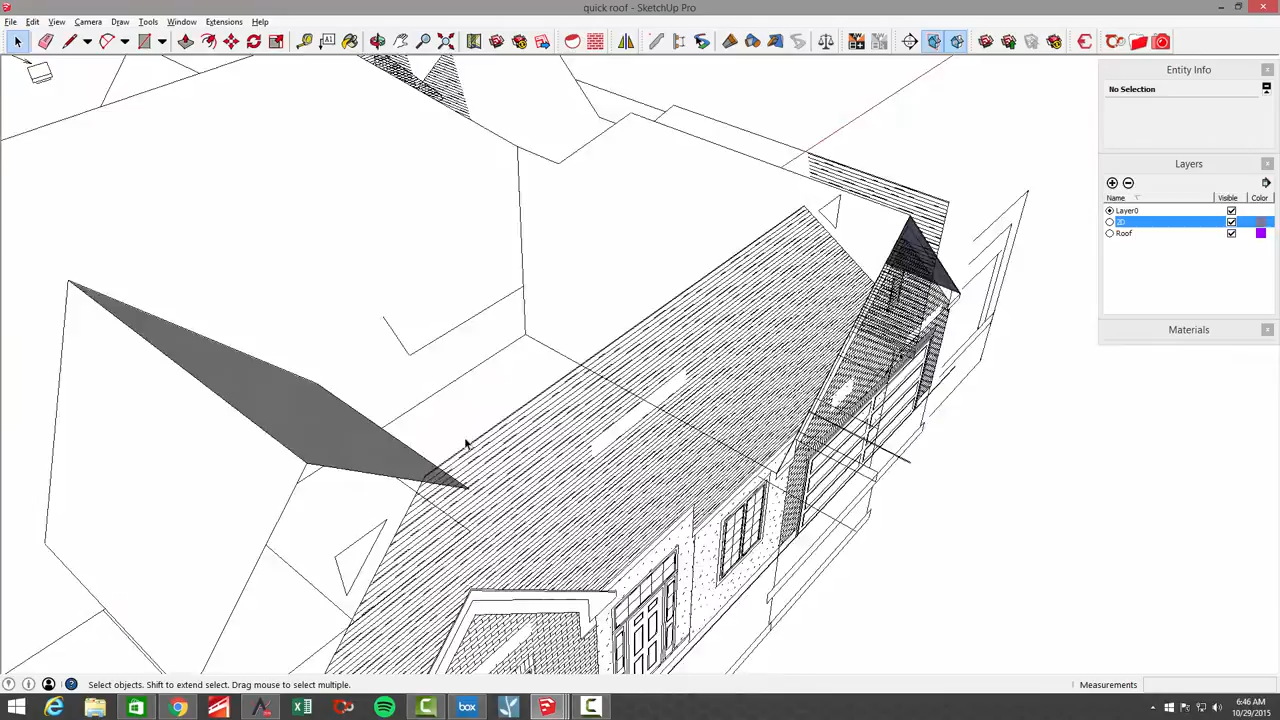 quick roof - SketchUp Pro
File Edit View Camera Draw Tools Window Extensions Help
Entity Info
No Selection
Layers
Name Visible Color
Layer0
2D
Roof
Materials
Select objects. Shift to extend select. Drag mouse to select multiple.
Measurements
box
6:46 AM
10/29/2015